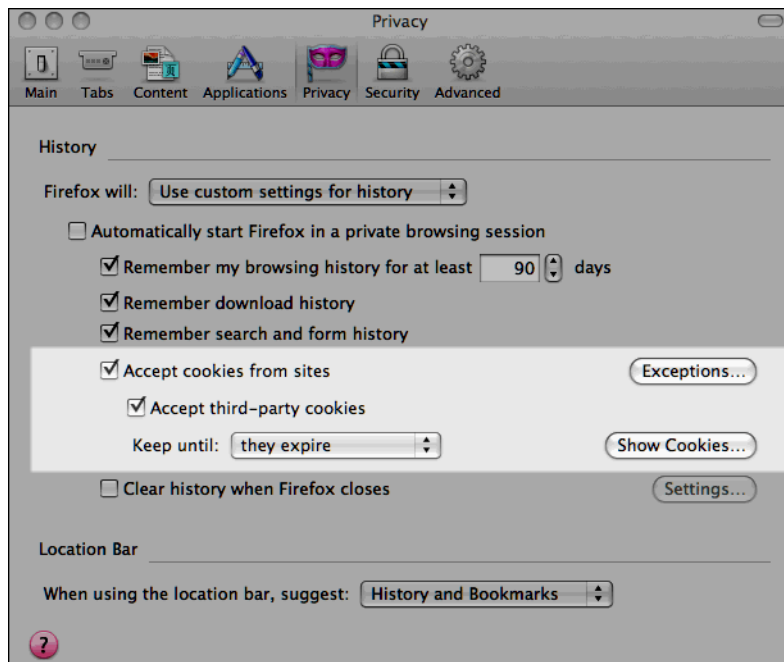 Privacy
Main Tabs Content Applications Privacy Security Advanced
History
Firefox will: Use custom settings for history
Automatically start Firefox in a private browsing session
Remember my browsing history for at least 90 days
Remember download history
Remember search and form history
Accept cookies from sites Exceptions...
Accept third-party cookies
Keep until: they expire Show Cookies...
Clear history when Firefox closes Settings...
Location Bar
When using the location bar, suggest: History and Bookmarks
?